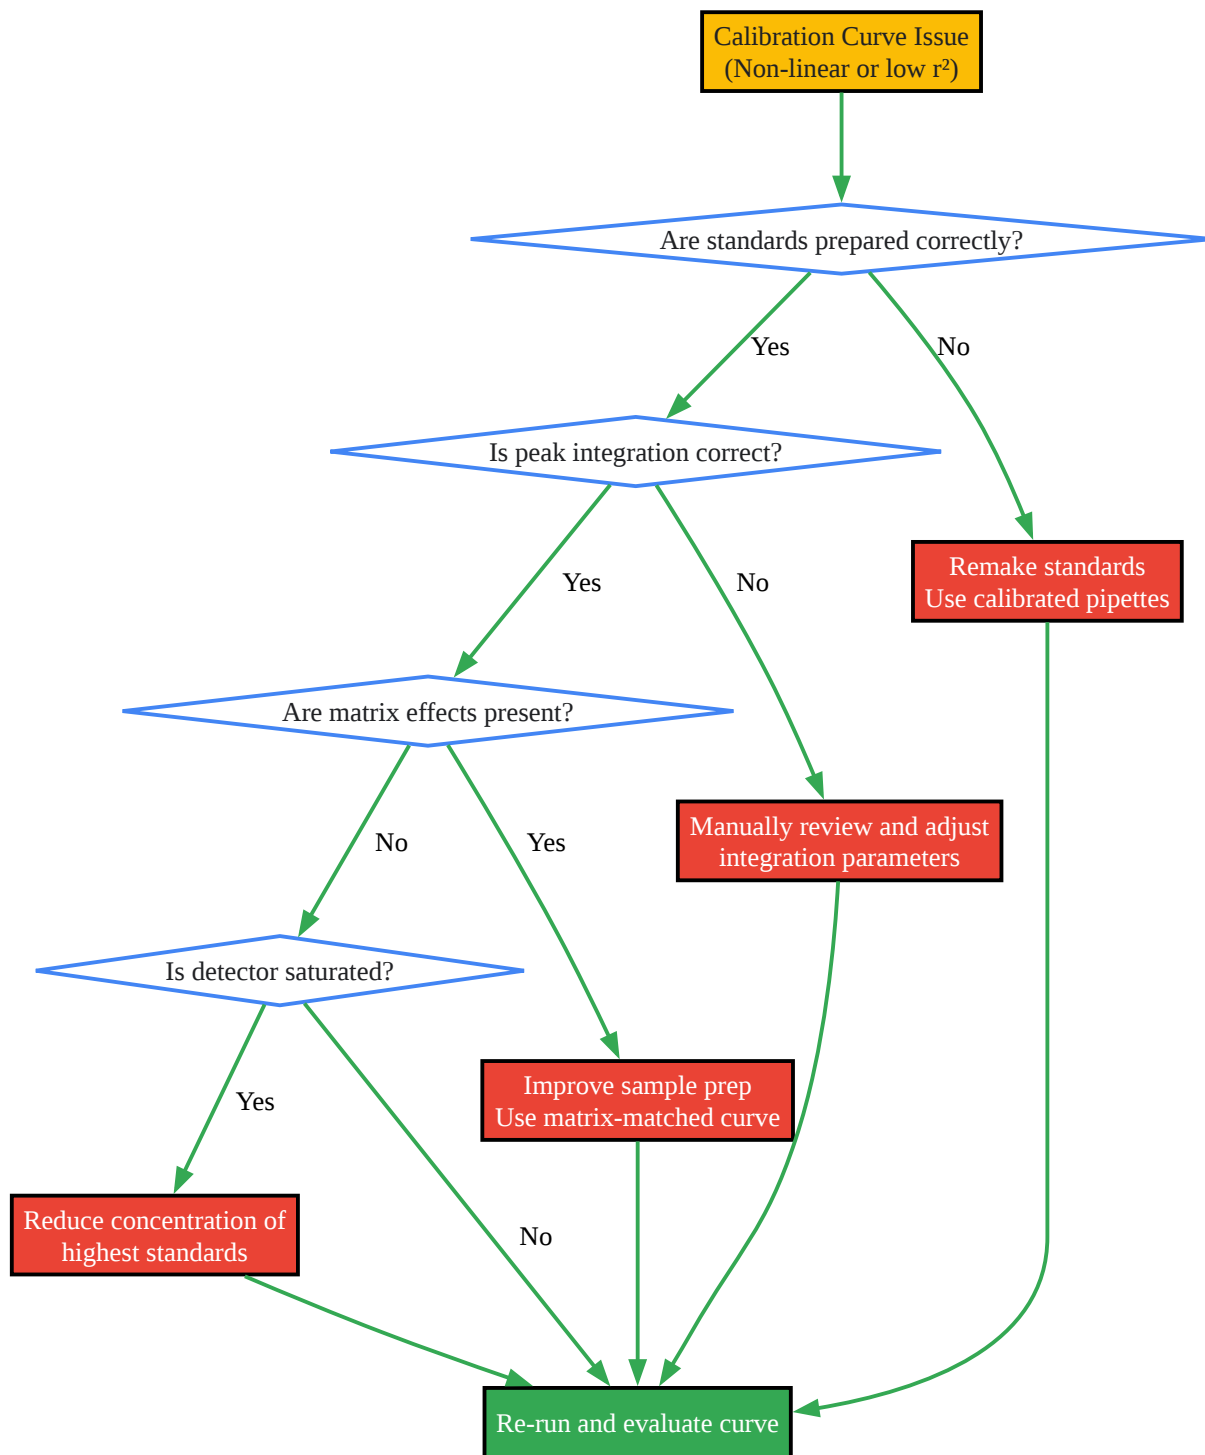 Calibration Curve Issue
(Non-linear or low r²)
Are standards prepared correctly?
Yes
No
Is peak integration correct?
Remake standards
Use calibrated pipettes
Yes
No
Are matrix effects present?
Manually review and adjust
integration parameters
No
Yes
Is detector saturated?
Improve sample prep
Use matrix-matched curve
Yes
No
Reduce concentration of
highest standards
Re-run and evaluate curve